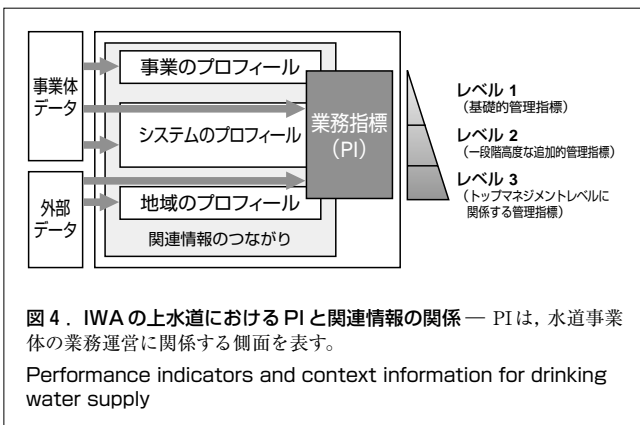 事業体
データ
外部
データ
事業のプロフィール
システムのプロフィール
地域のプロフィール
関連情報のつながり
業務指標
（PI）
レベル 1
（基礎的管理指標）
レベル 2
（一段階高度な追加的管理指標）
レベル 3
（トップマネジメントレベルに
関係する管理指標）
図4．IWAの上水道におけるPIと関連情報の関係 — PIは，水道事業
体の業務運営に関係する側面を表す。
Performance indicators and context information for drinking
water supply